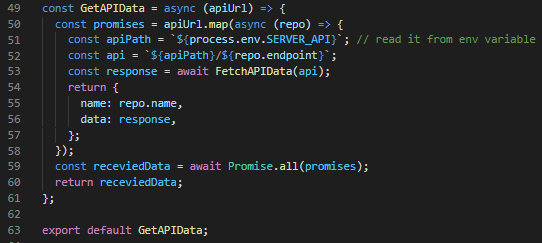 49 const GetAPIData = async (apiUrl) => {
50   const promises = apiUrl.map(async (repo) => {
51     const apiPath = `${process.env.SERVER_API}`; // read it from env variable
52     const api = `${apiPath}/${repo.endpoint}`;
53     const response = await FetchAPIData(api);
54     return {
55       name: repo.name,
56       data: response,
57     };
58   });
59   const receviedData = await Promise.all(promises);
60   return receviedData;
61 };
62
63 export default GetAPIData;